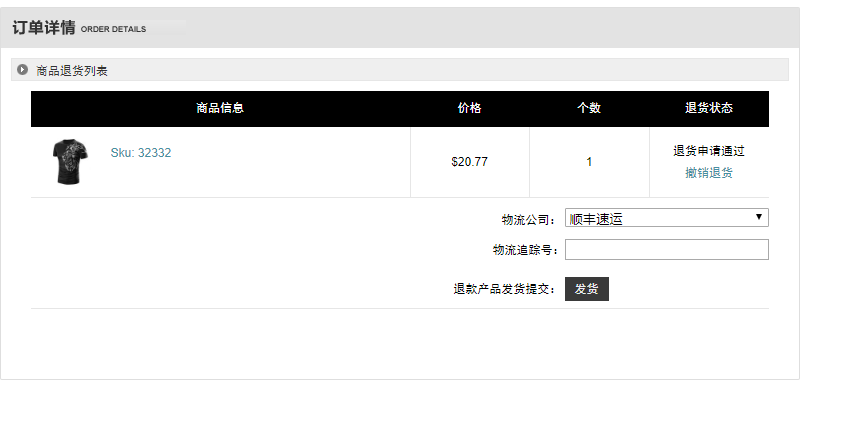 订单详情 ORDER DETAILS
商品退货列表
商品信息 价格 个数 退货状态
Sku: 32332 $20.77 1 退货申请通过
撤销退货
物流公司： 顺丰速运
物流追踪号：
退款产品发货提交： 发货